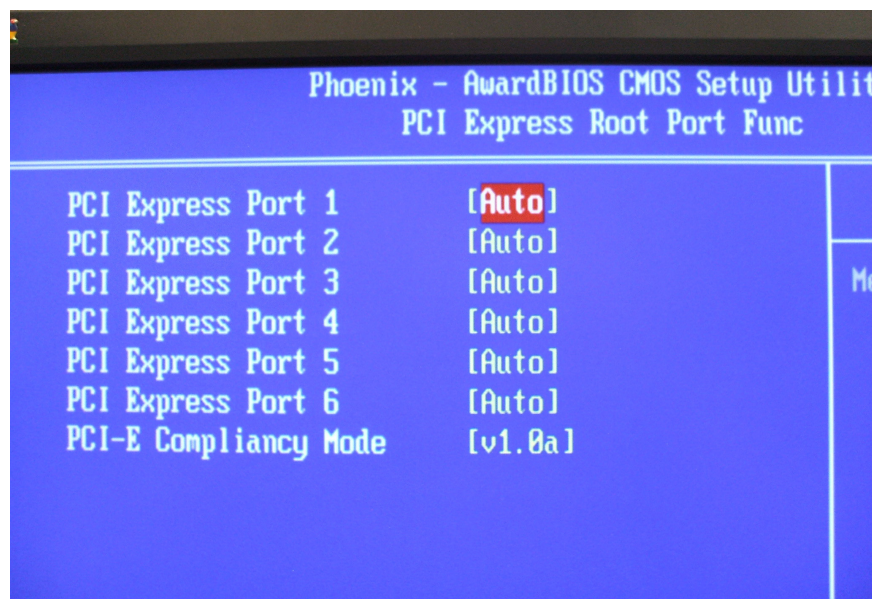 Phoenix - AwardBIOS CMOS Setup
PCI Express Root Port Func
PCI Express Port 1 [Auto]
PCI Express Port 2 [Auto]
PCI Express Port 3 [Auto]
PCI Express Port 4 [Auto]
PCI Express Port 5 [Auto]
PCI Express Port 6 [Auto]
PCI-E Compliancy Mode [v1.0a]